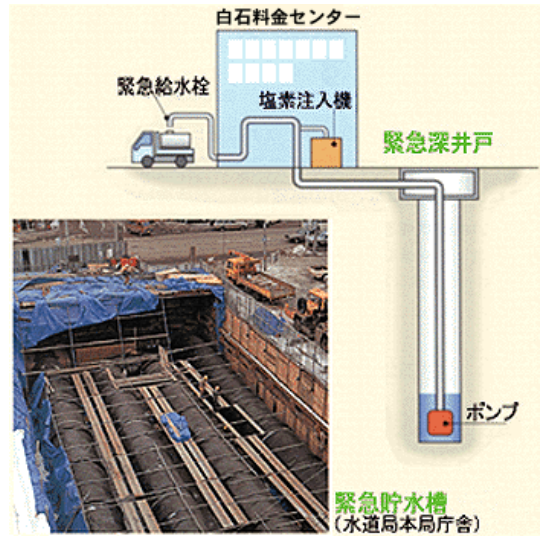 白石料金センター
緊急給水栓
塩素注入機
緊急深井戸
ポンプ
緊急貯水槽
(水道局本局庁舎)